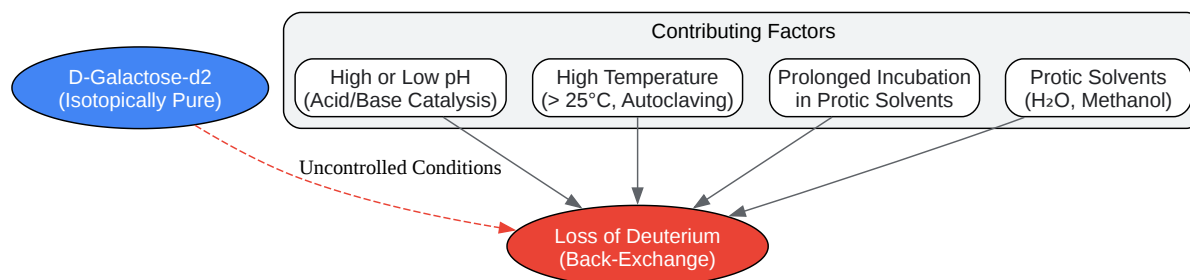 Contributing Factors
D-Galactose-d2
(Isotopically Pure)
High or Low pH
(Acid/Base Catalysis)
High Temperature
(> 25°C, Autoclaving)
Prolonged Incubation
in Protic Solvents
Protic Solvents
(H₂O, Methanol)
Uncontrolled Conditions
Loss of Deuterium
(Back-Exchange)